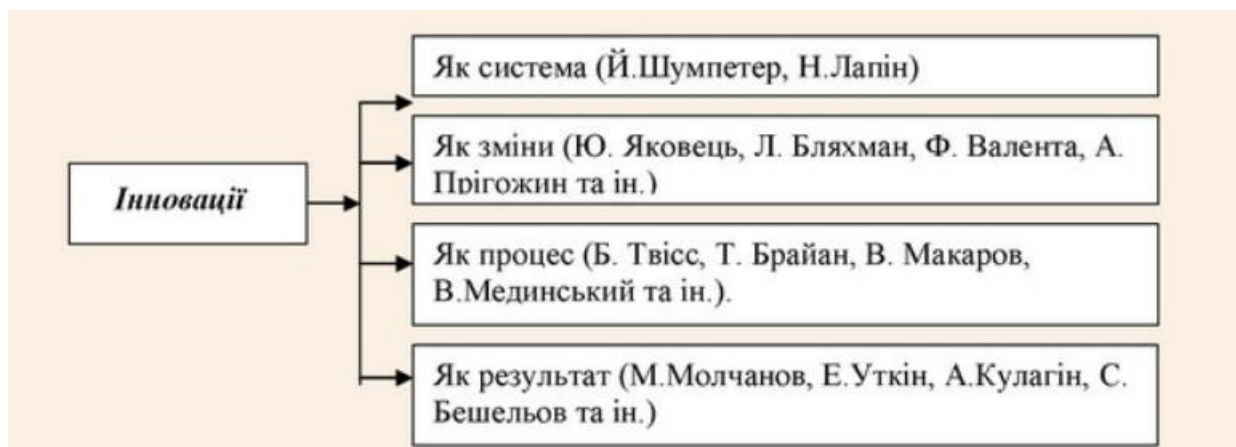 Інновації
Як система (Й.Шумпетер, Н.Лапін)
Як зміни (Ю. Яковець, Л. Бляхман, Ф. Валента, А.
Прігожин та ін.)
Як процес (Б. Твісс, Т. Брайан, В. Макаров,
В.Мединський та ін.).
Як результат (М.Молчанов, Е.Уткін, А.Кулагін, С.
Бешельов та ін.)